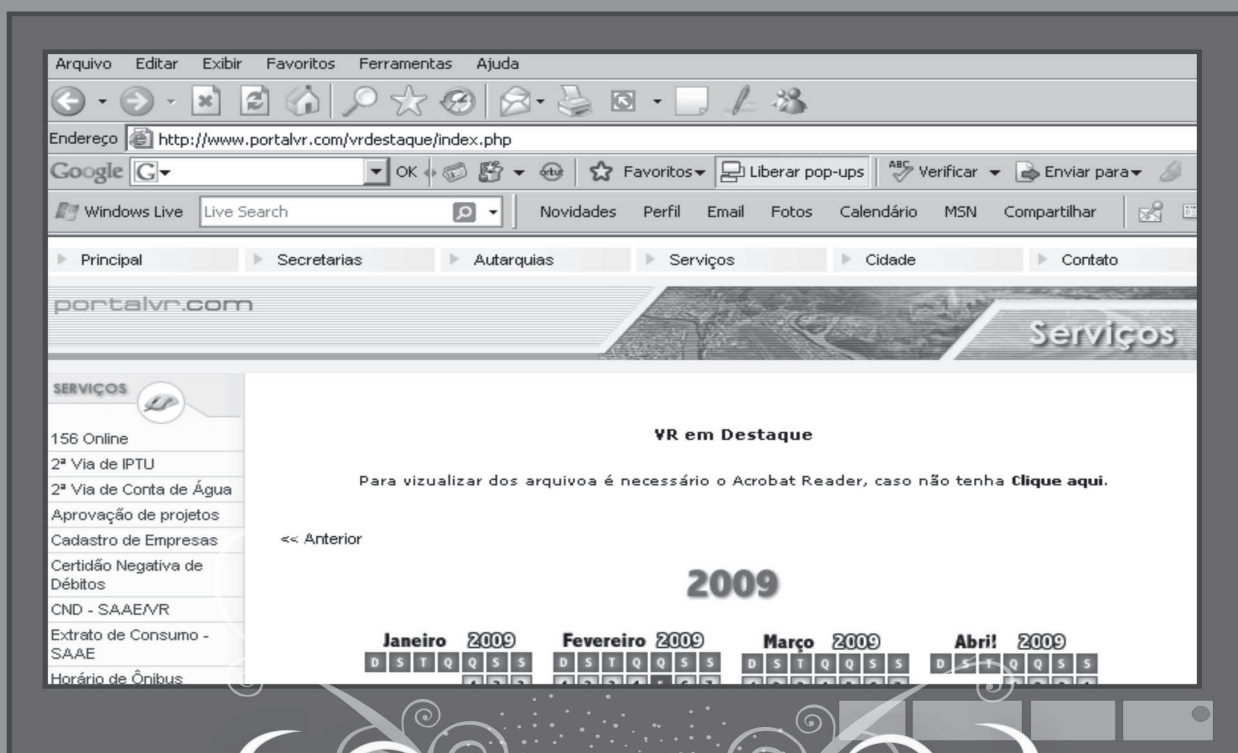 Arquivo Editar Exibir Favoritos Ferramentas Ajuda
Endereço http://www.portalvr.com/vrdestaque/index.php
Google G OK Favoritos Liberar pop-ups ABC Verificar Enviar para
Windows Live Live Search Novidades Perfil Email Fotos Calendário MSN Compartilhar
Principal Secretarias Autarquias Serviços Cidade Contato
portalvr.com
Serviços
SERVIÇOS
156 Online
2ª Via de IPTU
2ª Via de Conta de Água
Aprovação de projetos
Cadastro de Empresas
Certidão Negativa de
Débitos
CND - SAAE/VR
Extrato de Consumo -
SAAE
Horário de Ônibus
VR em Destaque
Para vizualizar dos arquivoa é necessário o Acrobat Reader, caso não tenha Clique aqui.
<< Anterior
2009
Janeiro 2009 Fevereiro 2009 Março 2009 Abril 2009
D S T Q Q S S D S T Q Q S S D S T Q Q S S D S T Q Q S S